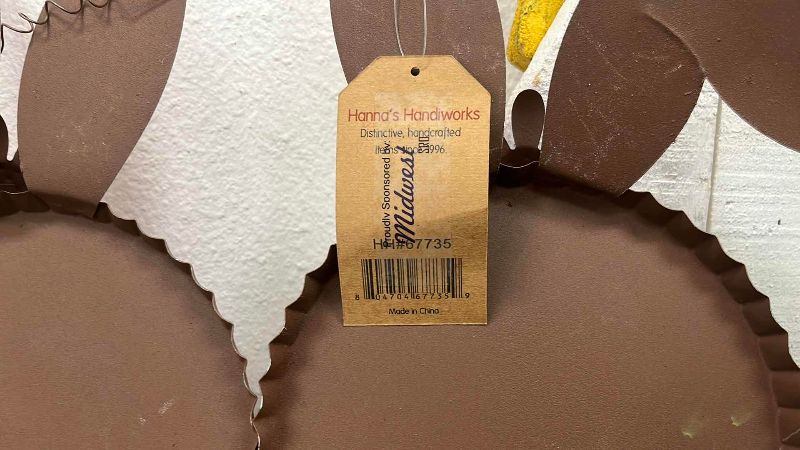 Hanna's Handiworks
Distinctive, handcrafted
items since 1996.
Proudly Sponsored by:
Midwest
HH#67735
8 04704 67735 9
Made in China